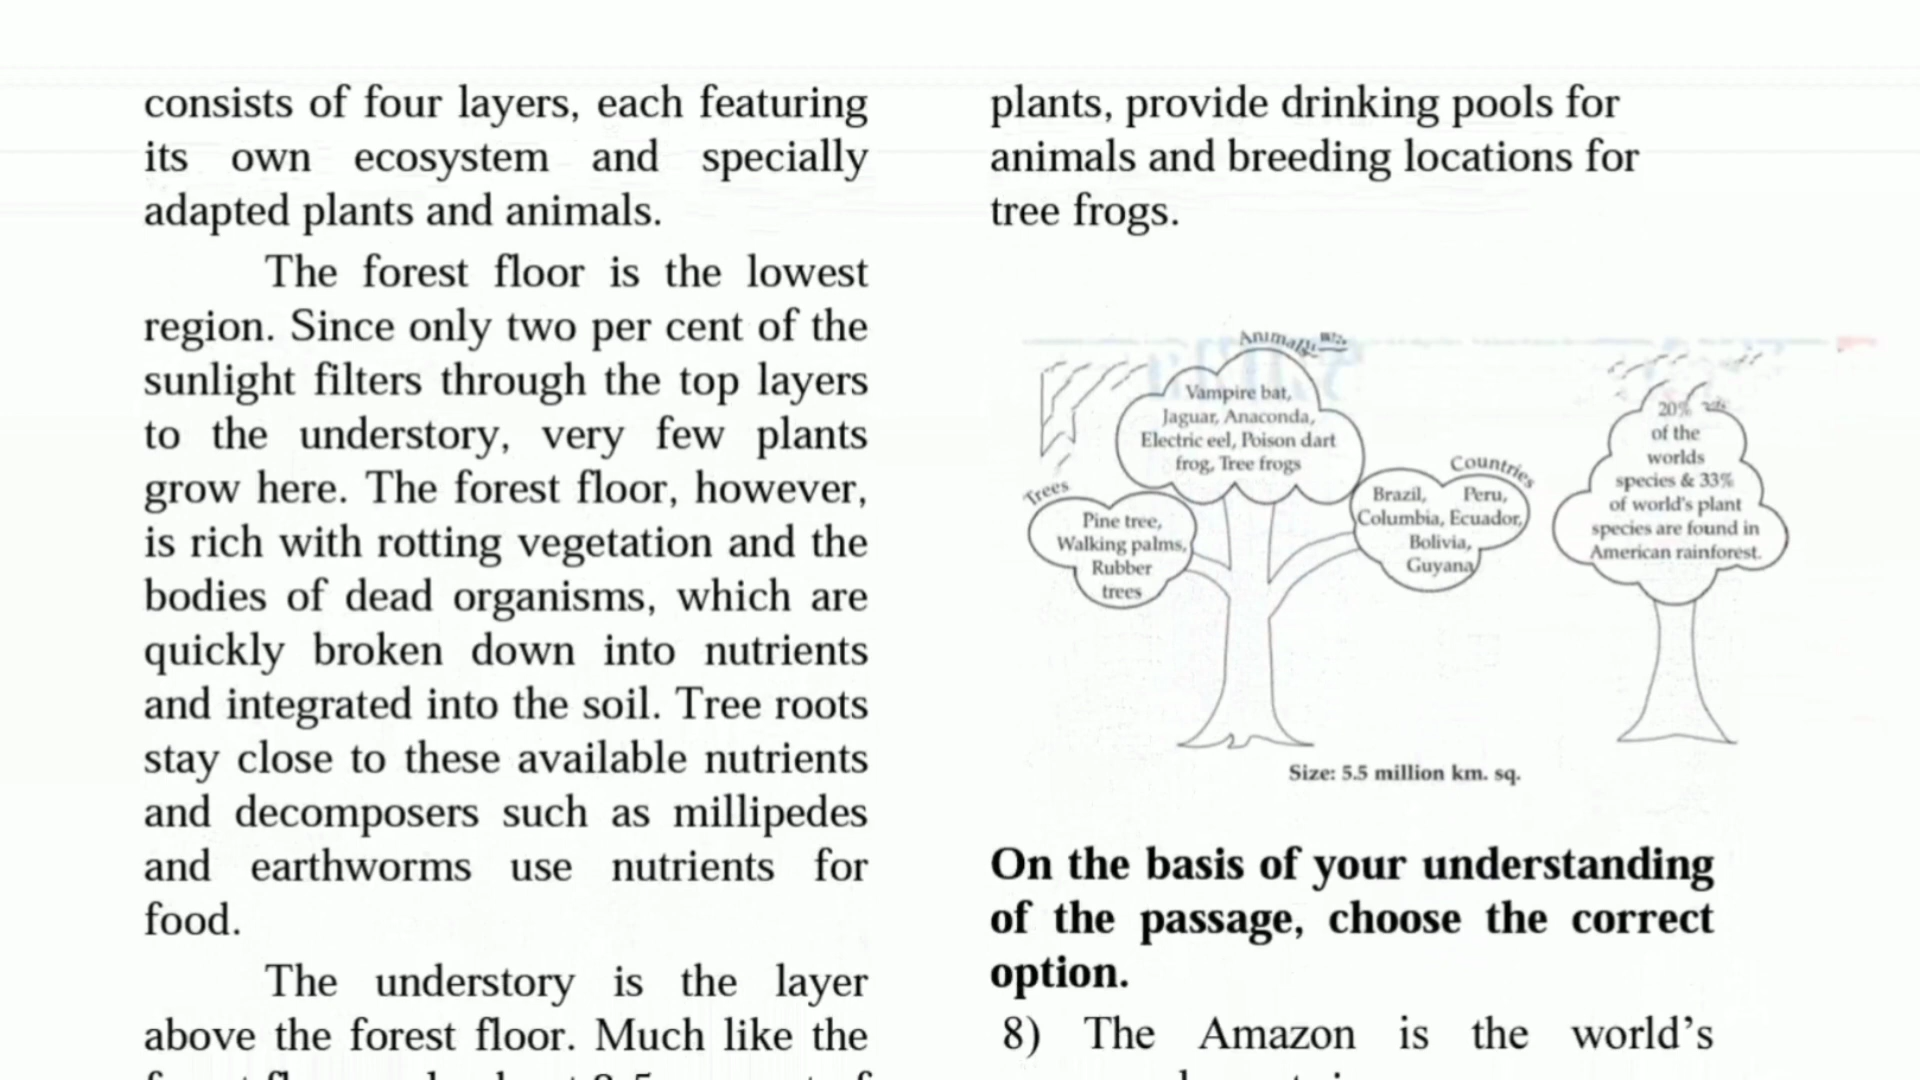 consists of four layers, each featuring
its own ecosystem and specially
adapted plants and animals.
The forest floor is the lowest
region. Since only two per cent of the
sunlight filters through the top layers
to the understory, very few plants
grow here. The forest floor, however,
is rich with rotting vegetation and the
bodies of dead organisms, which are
quickly broken down into nutrients
and integrated into the soil. Tree roots
stay close to these available nutrients
and decomposers such as millipedes
and earthworms use nutrients for
food.
The understory is the layer
above the forest floor. Much like the
plants, provide drinking pools for
animals and breeding locations for
tree frogs.
Animals
Vampire bat,
Jaguar, Anaconda,
Electric eel, Poison dart
frog, Tree frogs
Trees
Pine tree,
Walking palms,
Rubber
trees
Countries
Brazil, Peru,
Columbia, Ecuador,
Bolivia,
Guyana
20%
of the
worlds
species & 33%
of world's plant
species are found in
American rainforest.
Size: 5.5 million km. sq.
On the basis of your understanding
of the passage, choose the correct
option.
8) The Amazon is the world's